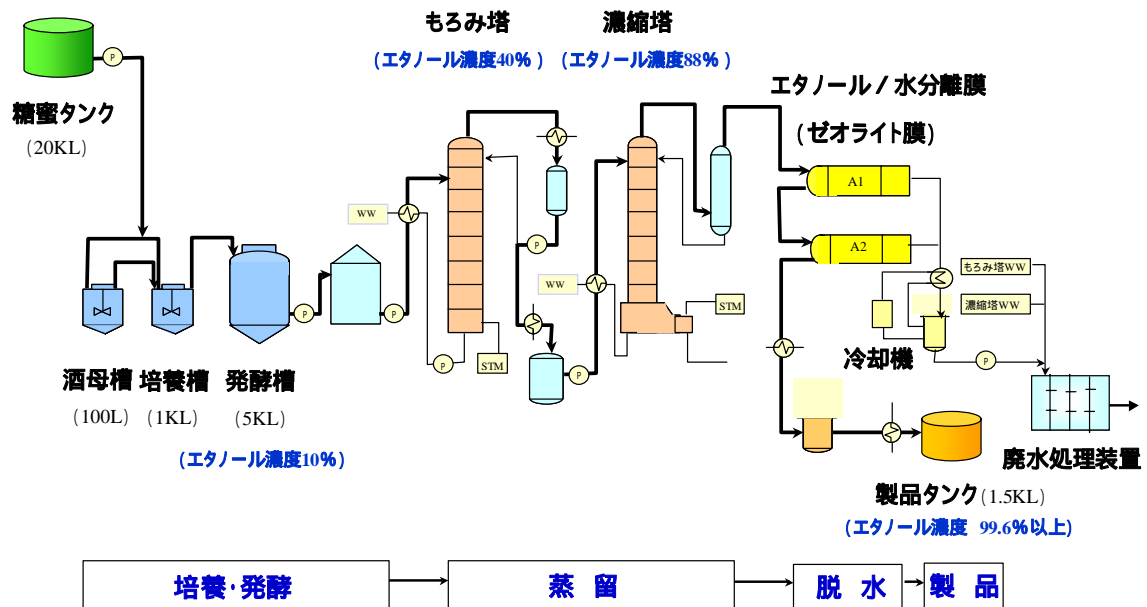 もろみ塔
(エタノール濃度40%)
濃縮塔
(エタノール濃度88%)
P
糖蜜タンク
(20KL)
エタノール / 水分離膜
(ゼオライト膜)
A1
A2
WW
P
WW
もろみ塔WW
濃縮塔WW
STM
P
P
P
STM
P
冷却機
P
酒母槽
(100L)
培養槽
(1KL)
発酵槽
(5KL)
(エタノール濃度10%)
廃水処理装置
製品タンク(1.5KL)
(エタノール濃度 99.6%以上)
培養・発酵
蒸 留
脱 水
製 品